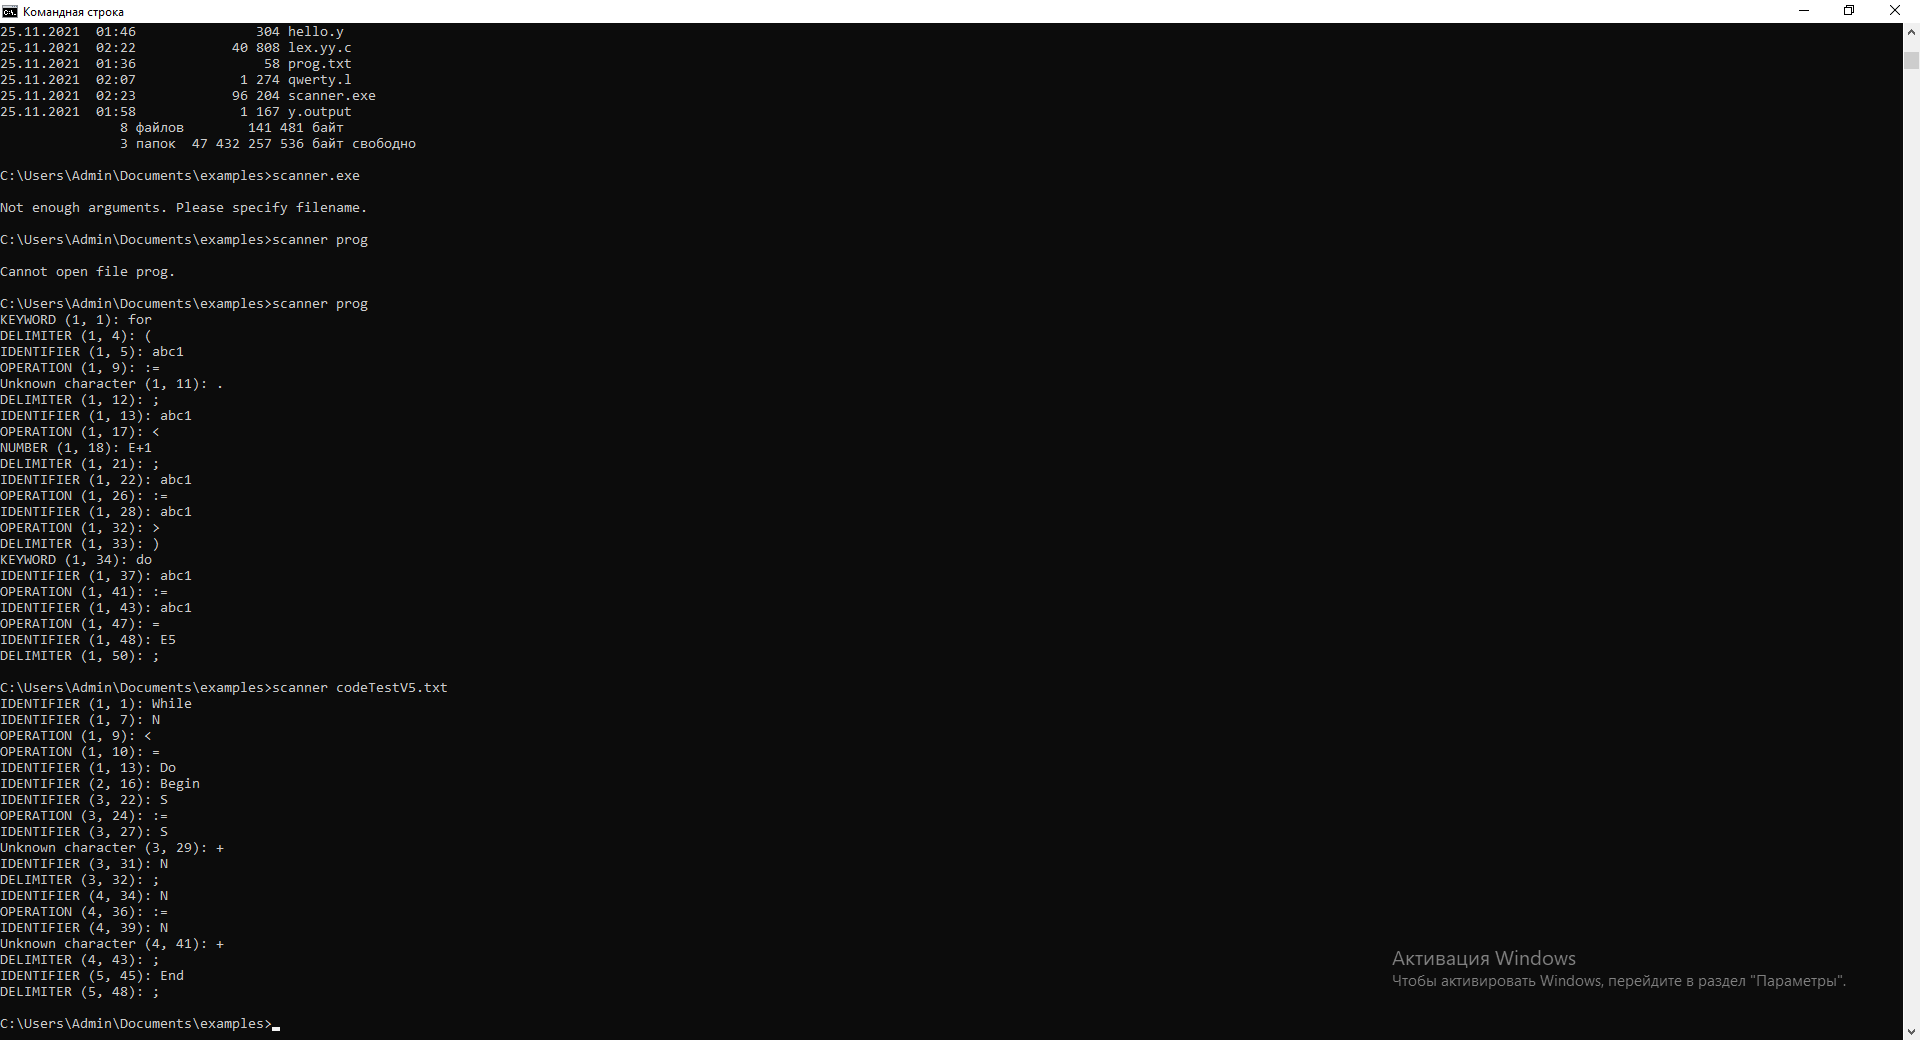 Командная строка
25.11.2021  01:46               304 hello.y
25.11.2021  02:22            40 808 lex.yy.c
25.11.2021  01:36                58 prog.txt
25.11.2021  02:07             1 274 qwerty.l
25.11.2021  02:23            96 204 scanner.exe
25.11.2021  01:58             1 167 y.output
               8 файлов        141 481 байт
               3 папок  47 432 257 536 байт свободно
C:\Users\Admin\Documents\examples>scanner.exe
Not enough arguments. Please specify filename.
C:\Users\Admin\Documents\examples>scanner prog
Cannot open file prog.
C:\Users\Admin\Documents\examples>scanner prog
KEYWORD (1, 1): for
DELIMITER (1, 4): (
IDENTIFIER (1, 5): abc1
OPERATION (1, 9): :=
Unknown character (1, 11): .
DELIMITER (1, 12): ;
IDENTIFIER (1, 13): abc1
OPERATION (1, 17): <
NUMBER (1, 18): E+1
DELIMITER (1, 21): ;
IDENTIFIER (1, 22): abc1
OPERATION (1, 26): :=
IDENTIFIER (1, 28): abc1
OPERATION (1, 32): >
DELIMITER (1, 33): )
KEYWORD (1, 34): do
IDENTIFIER (1, 37): abc1
OPERATION (1, 41): :=
IDENTIFIER (1, 43): abc1
OPERATION (1, 47): =
IDENTIFIER (1, 48): E5
DELIMITER (1, 50): ;
C:\Users\Admin\Documents\examples>scanner codeTestV5.txt
IDENTIFIER (1, 1): While
IDENTIFIER (1, 7): N
OPERATION (1, 9): <
OPERATION (1, 10): =
IDENTIFIER (1, 13): Do
IDENTIFIER (2, 16): Begin
IDENTIFIER (3, 22): S
OPERATION (3, 24): :=
IDENTIFIER (3, 27): S
Unknown character (3, 29): +
IDENTIFIER (3, 31): N
DELIMITER (3, 32): ;
IDENTIFIER (4, 34): N
OPERATION (4, 36): :=
IDENTIFIER (4, 39): N
Unknown character (4, 41): +
DELIMITER (4, 43): ;
IDENTIFIER (5, 45): End
DELIMITER (5, 48): ;
C:\Users\Admin\Documents\examples>
Активация Windows
Чтобы активировать Windows, перейдите в раздел "Параметры".